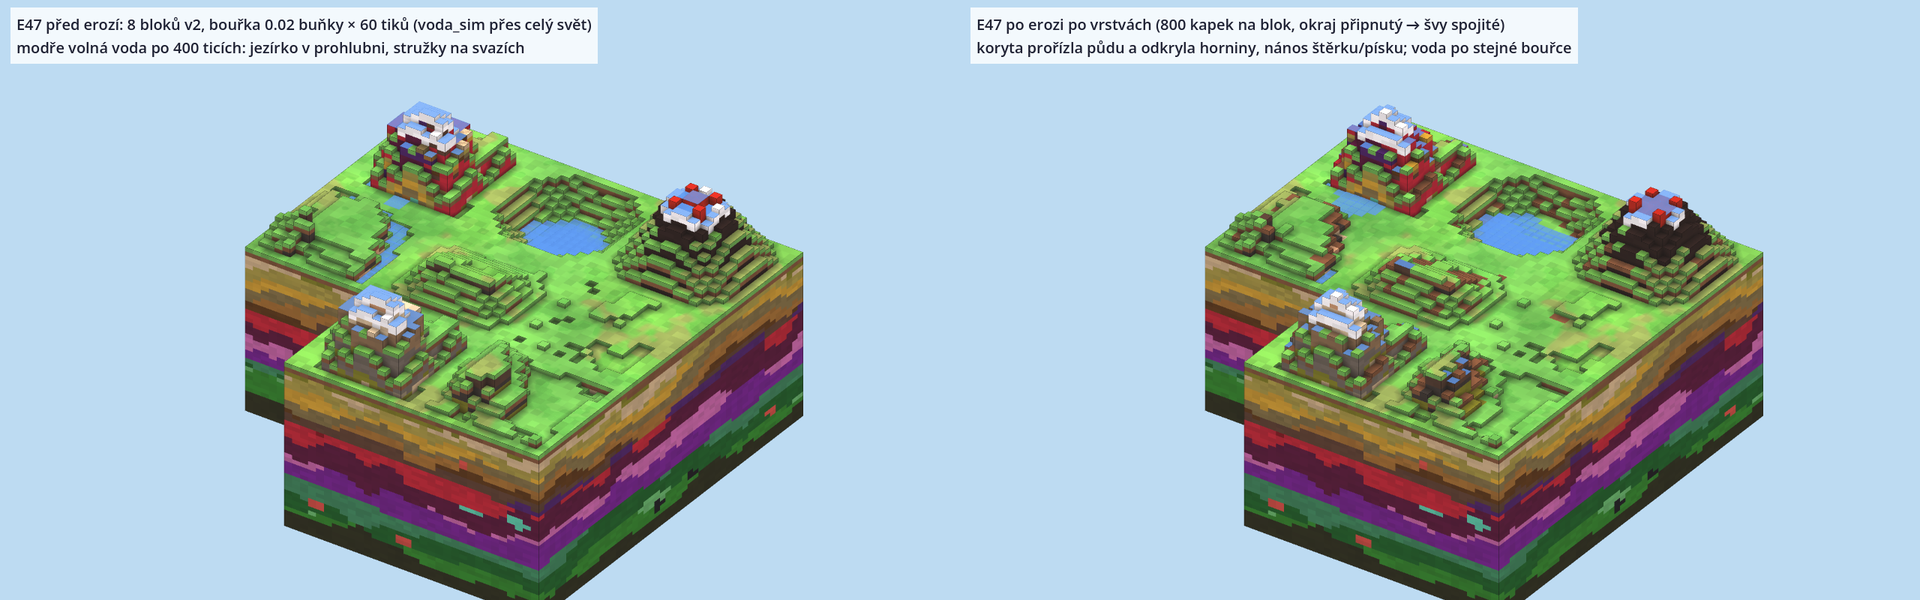 E47 před erozí: 8 bloků v2, bouřka 0.02 buňky × 60 tiků (voda_sim přes celý svět)
modře volná voda po 400 ticích: jezírko v prohlubni, stružky na svazích
E47 po erozi po vrstvách (800 kapek na blok, okraj připnutý → švy spojité)
koryta prořízla půdu a odkryla horniny, nános štěrku/písku; voda po stejné bouřce